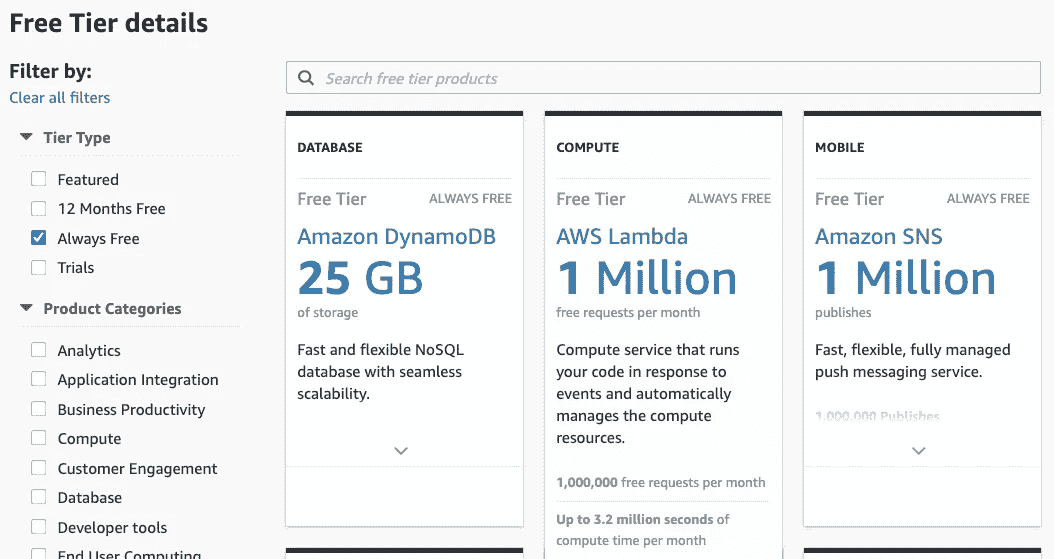 Free Tier details
Filter by:
Clear all filters
Tier Type
Featured
12 Months Free
Always Free
Trials
Product Categories
Analytics
Application Integration
Business Productivity
Compute
Customer Engagement
Database
Developer tools
End User Computing
Search free tier products
DATABASE
Free Tier ALWAYS FREE
Amazon DynamoDB
25 GB
of storage
Fast and flexible NoSQL
database with seamless
scalability.
COMPUTE
Free Tier ALWAYS FREE
AWS Lambda
1 Million
free requests per month
Compute service that runs
your code in response to
events and automatically
manages the compute
resources.
1,000,000 free requests per month
Up to 3.2 million seconds of
compute time per month
MOBILE
Free Tier ALWAYS FREE
Amazon SNS
1 Million
publishes
Fast, flexible, fully managed
push messaging service.
1,000,000 Publishes